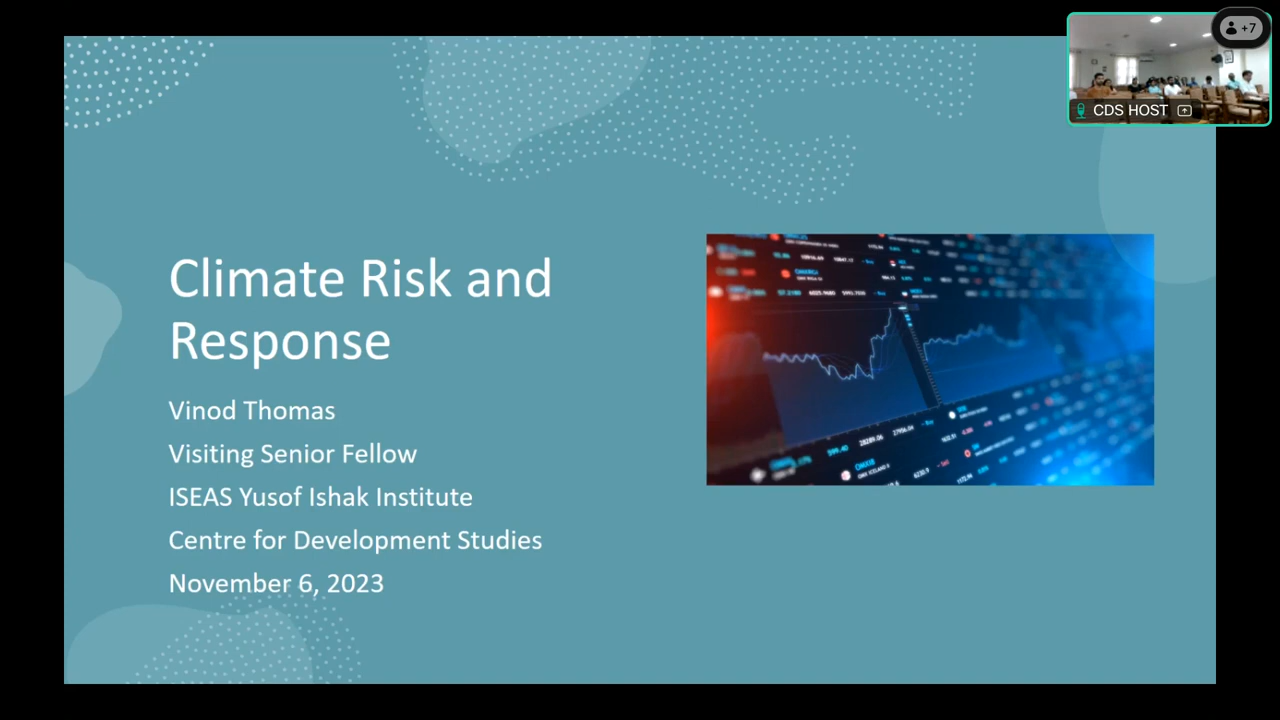 +7
CDS HOST
Climate Risk and
Response
Vinod Thomas
Visiting Senior Fellow
ISEAS Yusof Ishak Institute
Centre for Development Studies
November 6, 2023